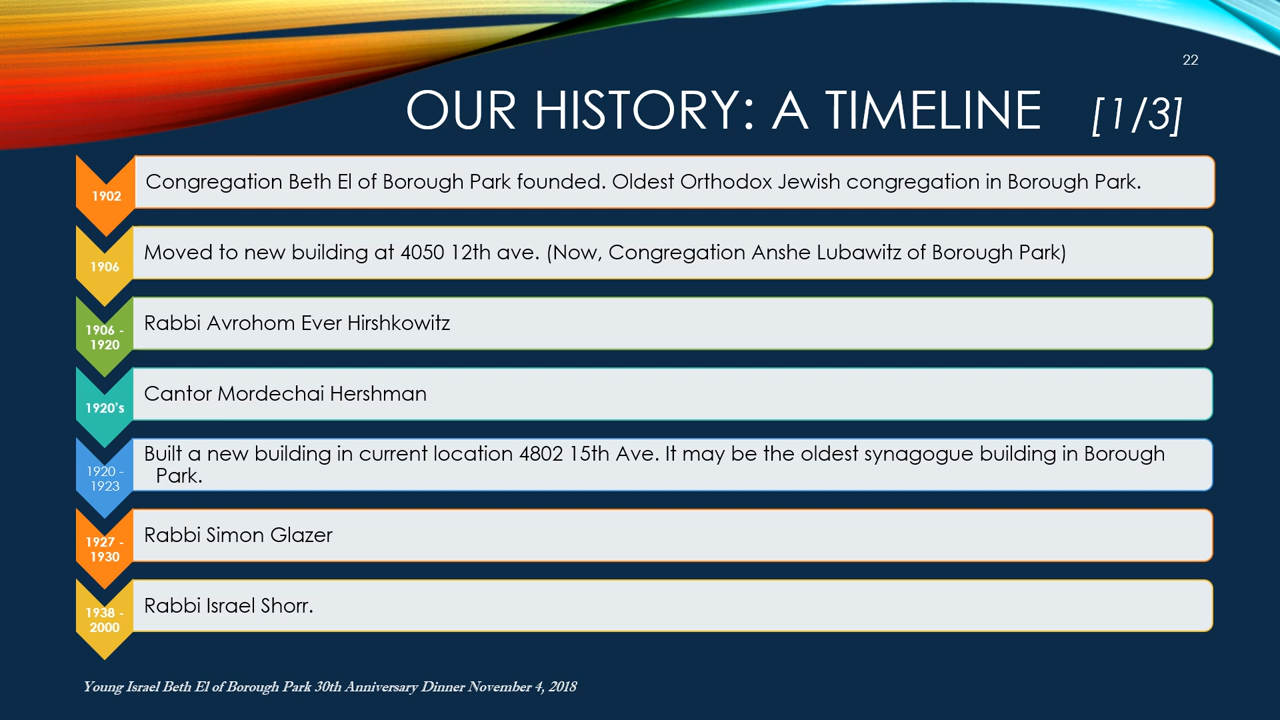 22
OUR HISTORY: A TIMELINE [1/3]
1902
Congregation Beth El of Borough Park founded. Oldest Orthodox Jewish congregation in Borough Park.
1906
Moved to new building at 4050 12th ave. (Now, Congregation Anshe Lubawitz of Borough Park)
1906 -
1920
Rabbi Avrohom Ever Hirshkowitz
1920's
Cantor Mordechai Hershman
1920 -
1923
Built a new building in current location 4802 15th Ave. It may be the oldest synagogue building in Borough
Park.
1927 -
1930
Rabbi Simon Glazer
1938 -
2000
Rabbi Israel Shorr.
Young Israel Beth El of Borough Park 30th Anniversary Dinner November 4, 2018